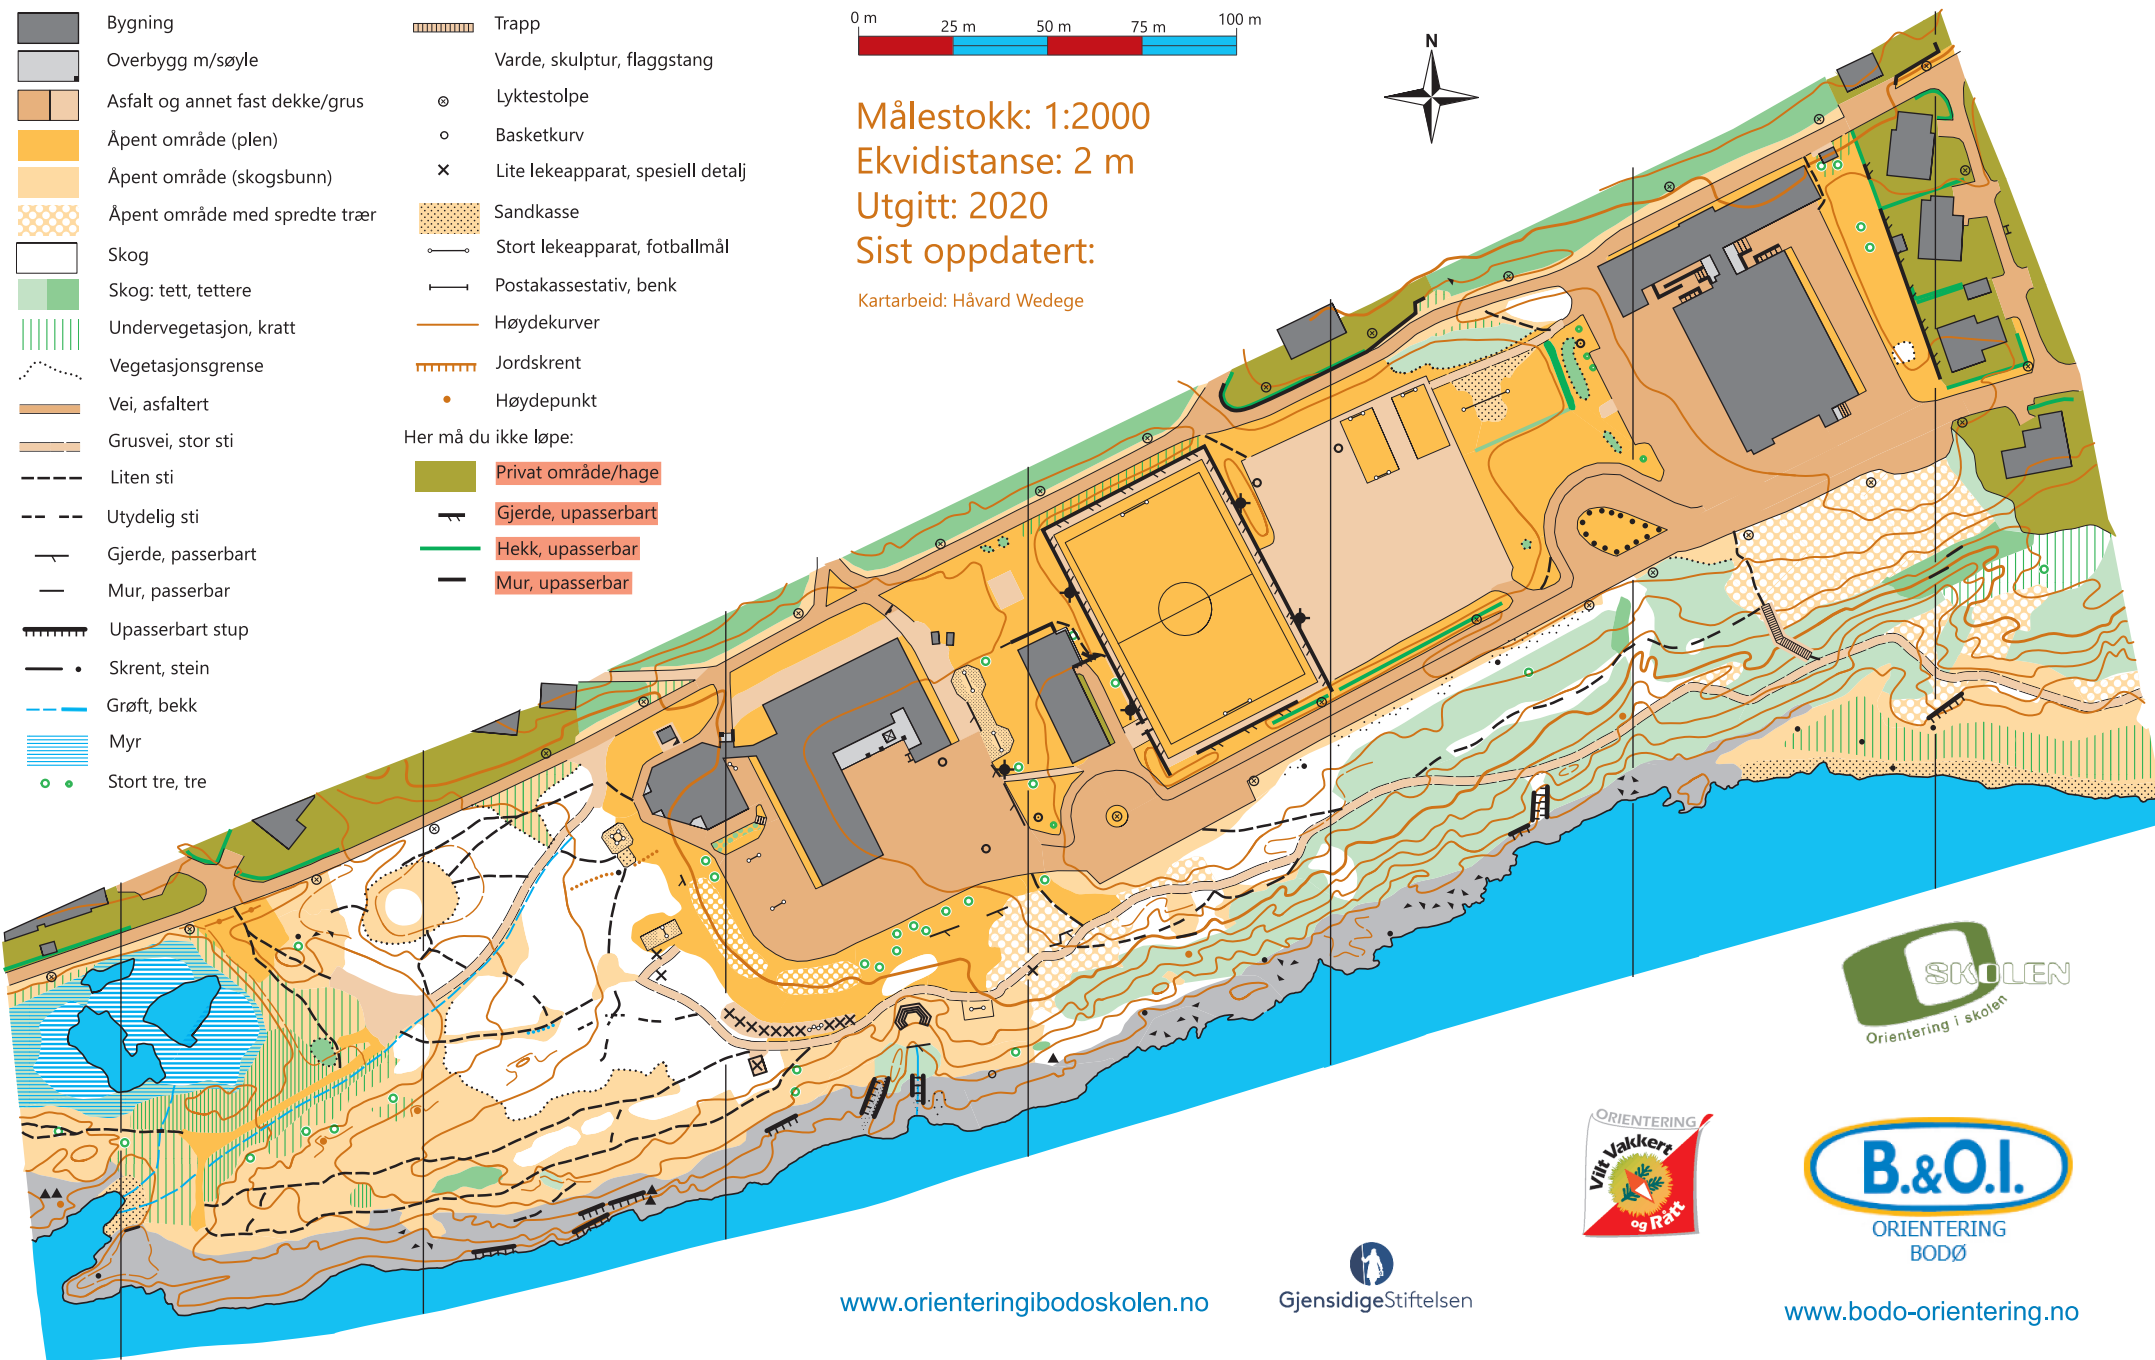 Bygning
Overbygg m/søyle
Asfalt og annet fast dekke/grus
Åpent område (plen)
Åpent område (skogsbunn)
Åpent område med spredte trær
Skog
Skog: tett, tettere
Undervegetasjon, kratt
Vegetasjonsgrense
Vei, asfaltert
Grusvei, stor sti
Liten sti
Utydelig sti
Gjerde, passerbart
Mur, passerbar
Upasserbart stup
Skrent, stein
Grøft, bekk
Myr
Stort tre, tre
Trapp
Varde, skulptur, flaggstang
Lyktestolpe
Basketkurv
Lite lekeapparat, spesiell detalj
Sandkasse
Stort lekeapparat, fotballmål
Postakassestativ, benk
Høydekurver
Jordskrent
Høydepunkt
Her må du ikke løpe:
Privat område/hage
Gjerde, upasserbart
Hekk, upasserbar
Mur, upasserbar
0 m 25 m 50 m 75 m 100 m
Målestokk: 1:2000
Ekvidistanse: 2 m
Utgitt: 2020
Sist oppdatert:
Kartarbeid: Håvard Wedege
N
SKOLEN
Orientering i skolen
ORIENTERING
Vilt Vakkert
og Rått
B.&O.I.
ORIENTERING
BODØ
www.orienteringibodoskolen.no
GjensidigeStiftelsen
www.bodo-orientering.no